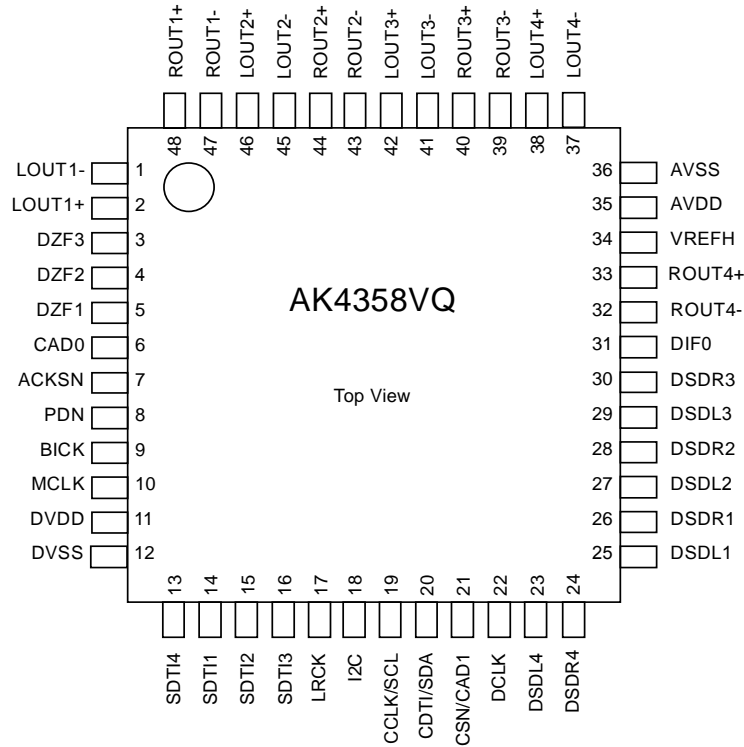 ROUT1+
ROUT1-
LOUT2+
LOUT2-
ROUT2+
ROUT2-
LOUT3+
LOUT3-
ROUT3+
ROUT3-
LOUT4+
LOUT4-
48
47
46
45
44
43
42
41
40
39
38
37
LOUT1- 1
LOUT1+ 2
DZF3 3
DZF2 4
DZF1 5
CAD0 6
ACKSN 7
PDN 8
BICK 9
MCLK 10
DVDD 11
DVSS 12
AK4358VQ
Top View
36 AVSS
35 AVDD
34 VREFH
33 ROUT4+
32 ROUT4-
31 DIF0
30 DSDR3
29 DSDL3
28 DSDR2
27 DSDL2
26 DSDR1
25 DSDL1
13
14
15
16
17
18
19
20
21
22
23
24
SDTI4
SDTI1
SDTI2
SDTI3
LRCK
I2C
CCLK/SCL
CDTI/SDA
CSN/CAD1
DCLK
DSDL4
DSDR4